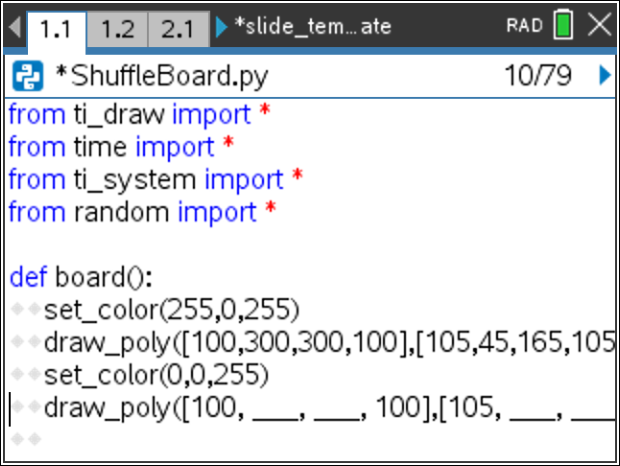 1.1 1.2 2.1 *slide_tem...ate RAD
*ShuffleBoard.py 10/79
from ti_draw import *
from time import *
from ti_system import *
from random import *
def board():
set_color(255,0,255)
draw_poly([100,300,300,100],[105,45,165,105
set_color(0,0,255)
draw_poly([100, ___, ___, 100],[105, ___, ___